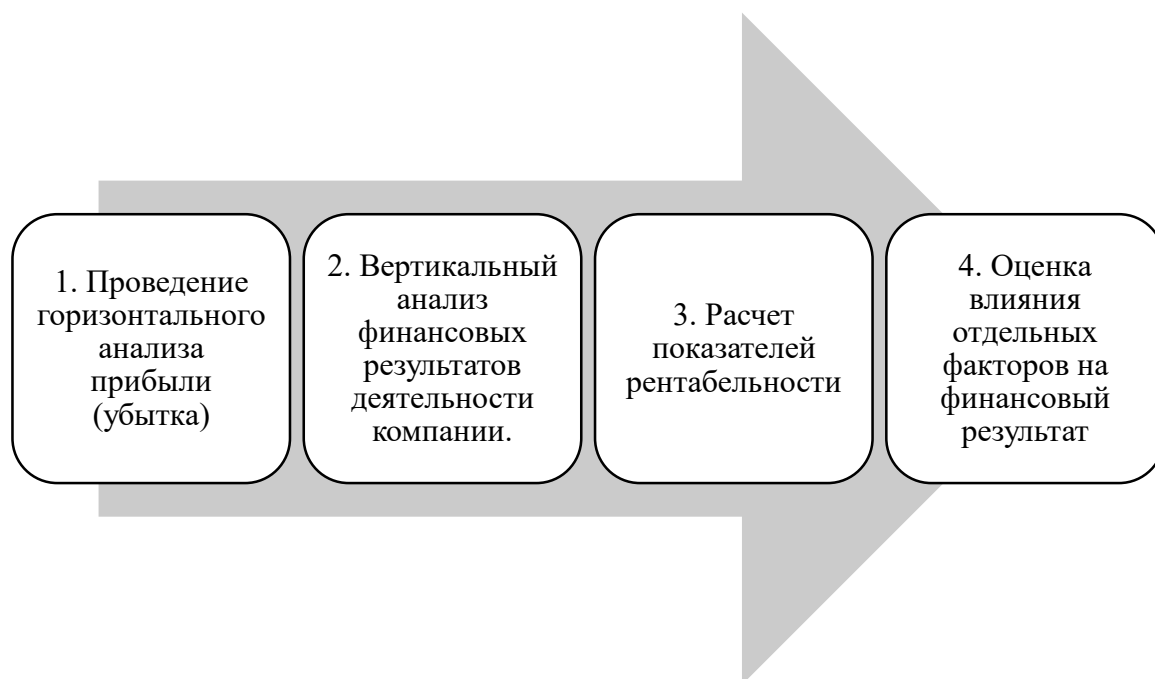 1. Проведение
горизонтального
анализа
прибыли
(убытка)
2. Вертикальный
анализ
финансовых
результатов
деятельности
компании.
3. Расчет
показателей
рентабельности
4. Оценка
влияния
отдельных
факторов на
финансовый
результат